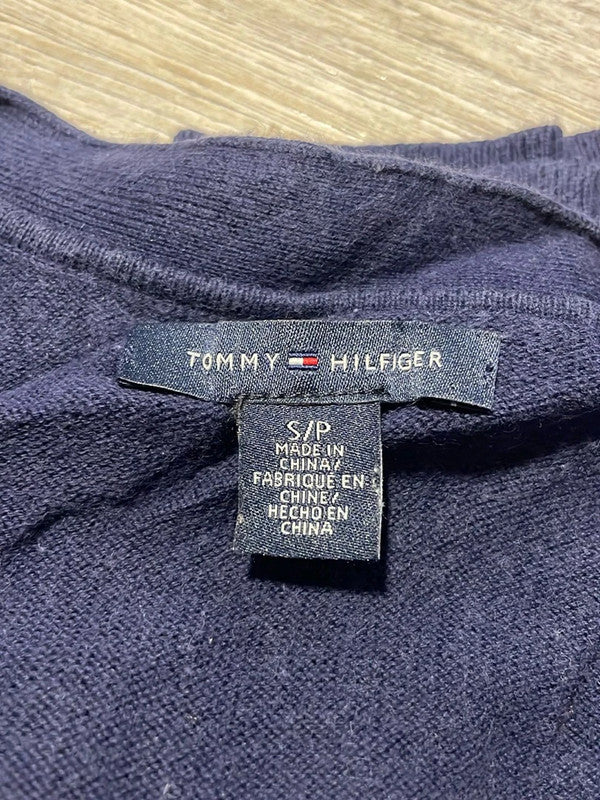 TOMMY HILFIGER
S/P
MADE IN
CHINA/
FABRIQUE EN
CHINE/
HECHO EN
CHINA